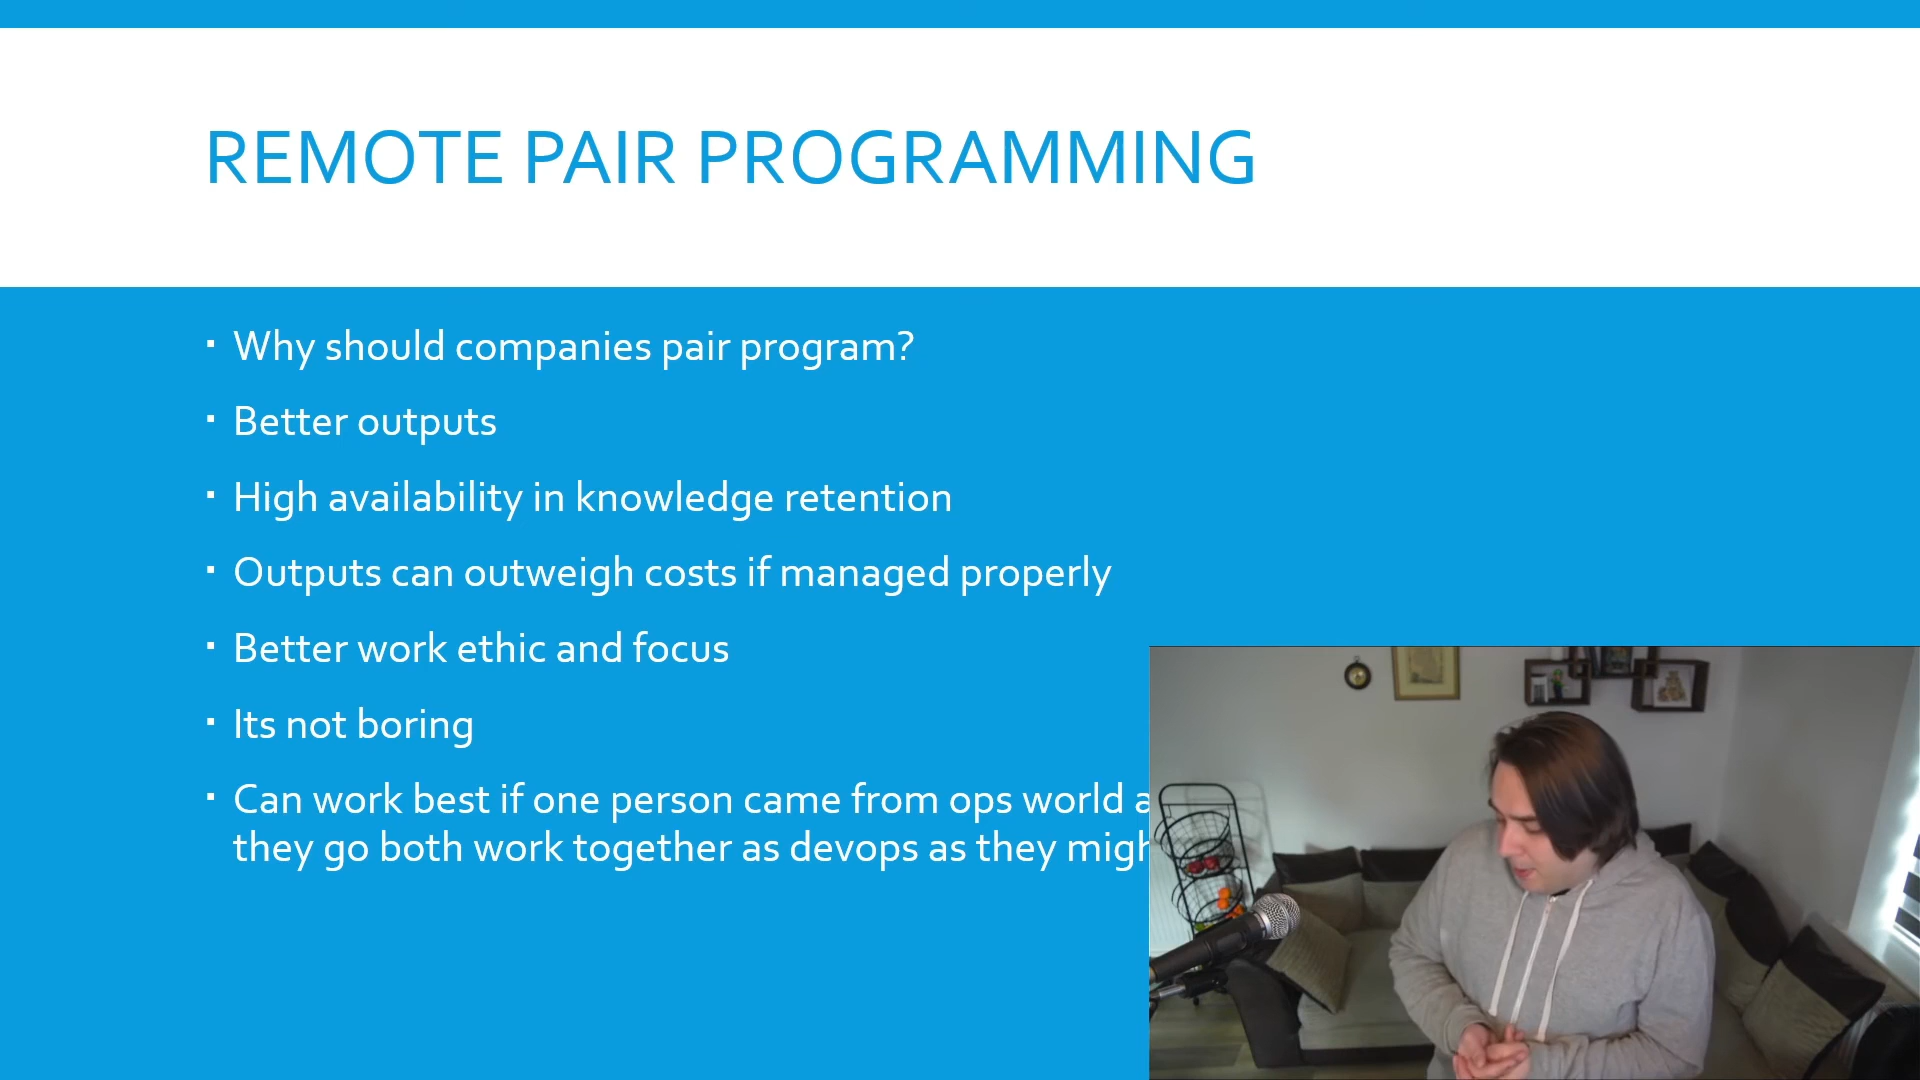 REMOTE PAIR PROGRAMMING
▪ Why should companies pair program?
▪ Better outputs
▪ High availability in knowledge retention
▪ Outputs can outweigh costs if managed properly
▪ Better work ethic and focus
▪ Its not boring
▪ Can work best if one person came from ops world
they go both work together as devops as they